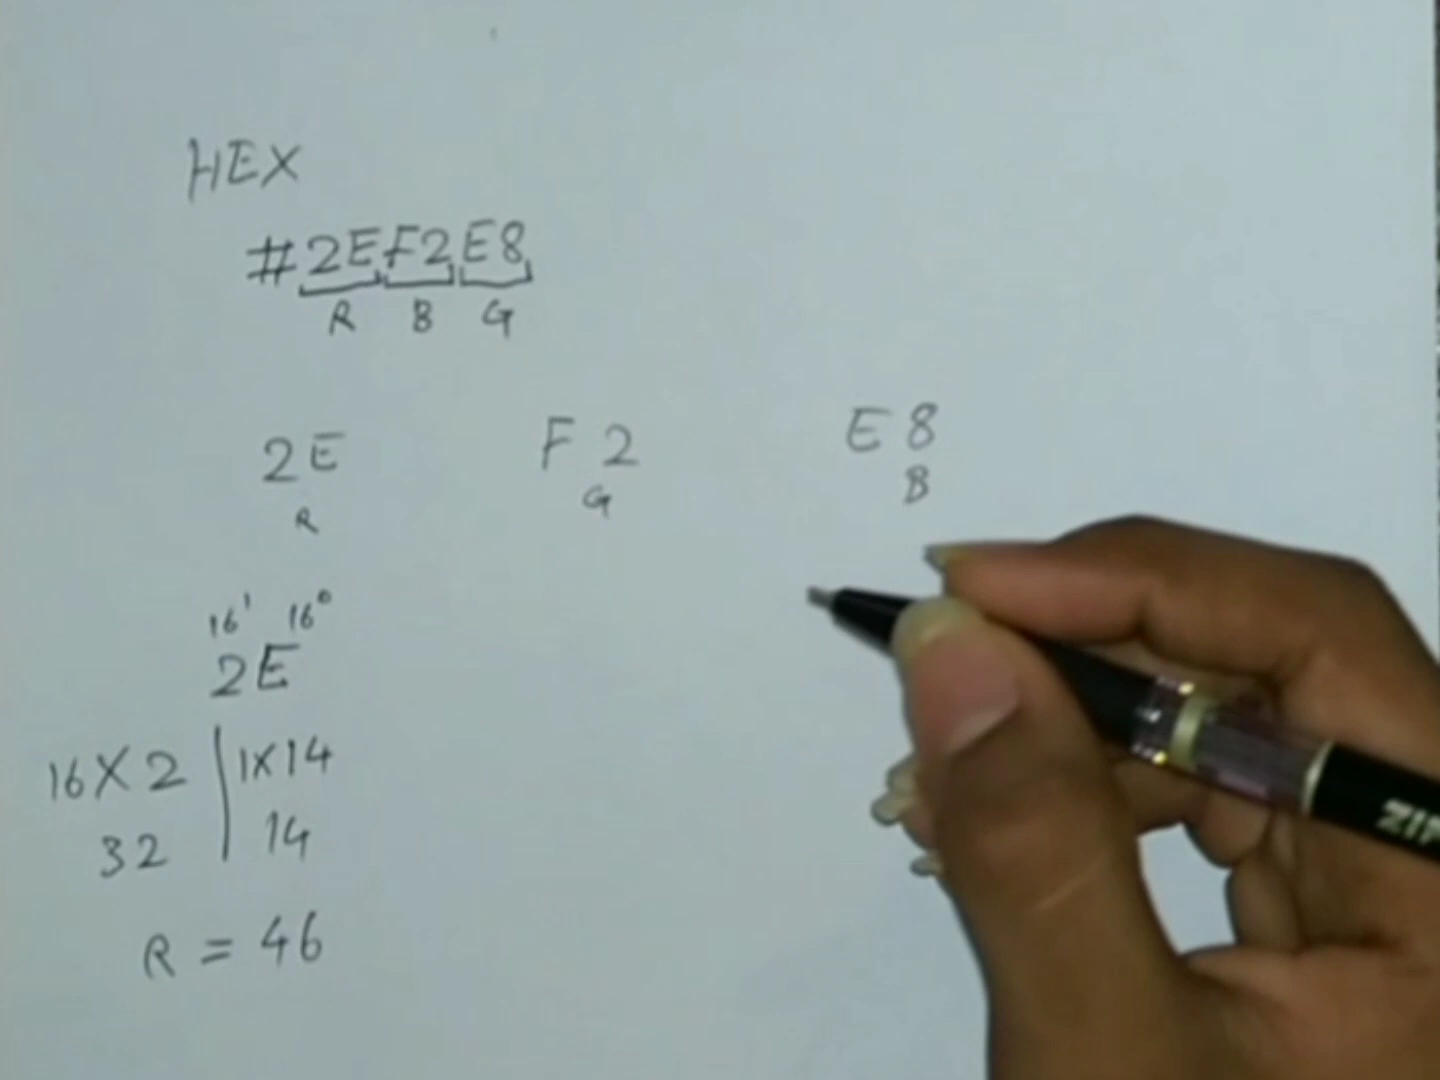 HEX
#2EF2E8
R B G
2E F2 E8
R G B
16¹ 16⁰
2E
16X2 | 1X14
32 | 14
R = 46